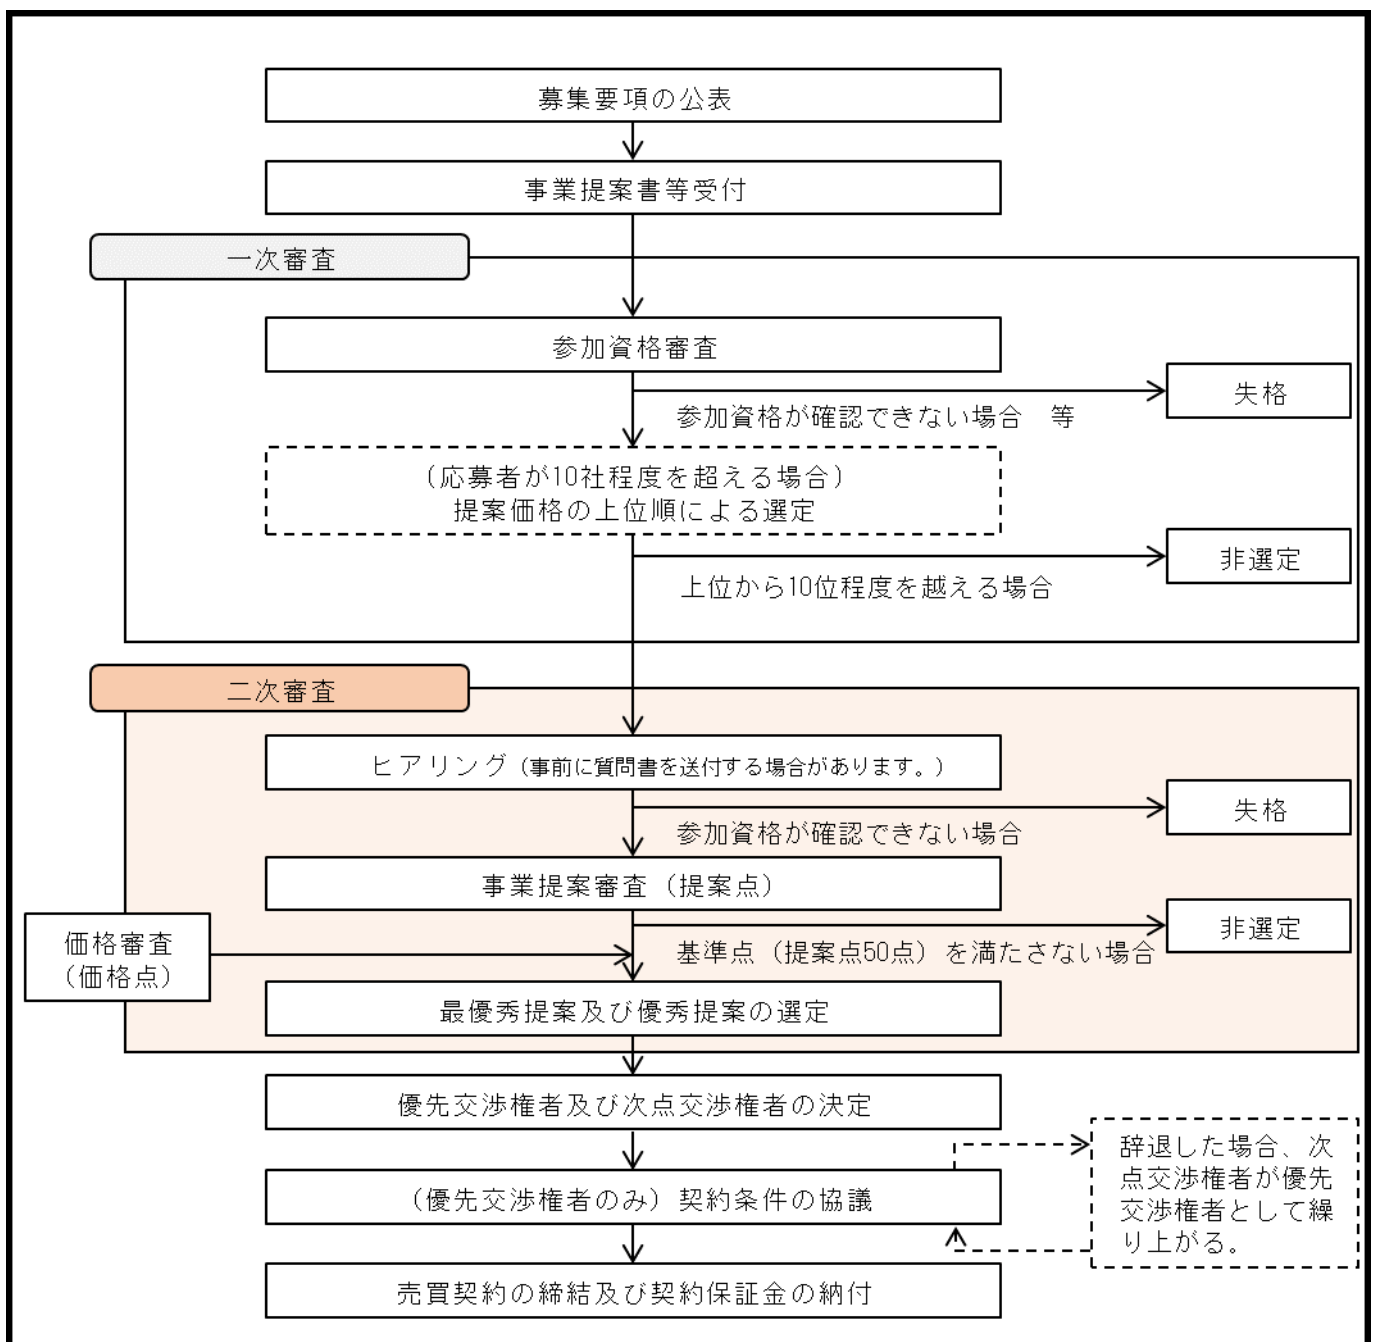 募集要項の公表
事業提案書等受付
一次審査
参加資格審査
失格
参加資格が確認できない場合　等
（応募者が10社程度を超える場合）
提案価格の上位順による選定
非選定
上位から10位程度を越える場合
二次審査
ヒアリング（事前に質問書を送付する場合があります。）
失格
参加資格が確認できない場合
事業提案審査（提案点）
非選定
価格審査
（価格点）
基準点（提案点50点）を満たさない場合
最優秀提案及び優秀提案の選定
優先交渉権者及び次点交渉権者の決定
（優先交渉権者のみ）契約条件の協議
辞退した場合、次
点交渉権者が優先
交渉権者として繰
り上がる。
売買契約の締結及び契約保証金の納付